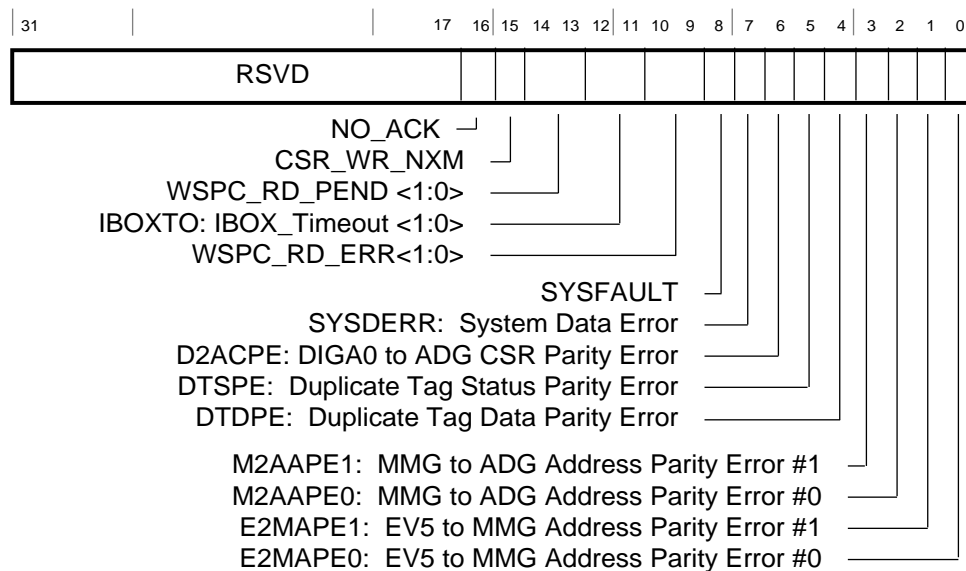 31 17 16 15 14 13 12 11 10 9 8 7 6 5 4 3 2 1 0
RSVD
NO_ACK
CSR_WR_NXM
WSPC_RD_PEND <1:0>
IBOXTO: IBOX_Timeout <1:0>
WSPC_RD_ERR<1:0>
SYSFAULT
SYSDERR: System Data Error
D2ACPE: DIGA0 to ADG CSR Parity Error
DTSPE: Duplicate Tag Status Parity Error
DTDPE: Duplicate Tag Data Parity Error
M2AAPE1: MMG to ADG Address Parity Error #1
M2AAPE0: MMG to ADG Address Parity Error #0
E2MAPE1: EV5 to MMG Address Parity Error #1
E2MAPE0: EV5 to MMG Address Parity Error #0